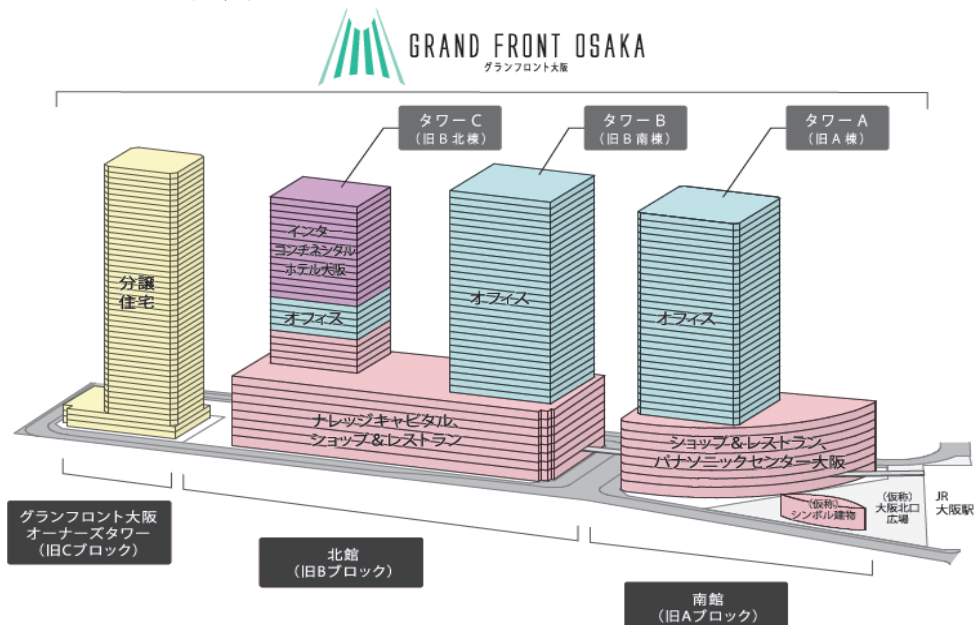 GRAND FRONT OSAKA
グランフロント大阪
タワーC
（旧B北棟）
タワーB
（旧B南棟）
タワーA
（旧A棟）
分譲
住宅
インター
コンチネンタル
ホテル大阪
オフィス
オフィス
オフィス
ナレッジキャピタル、
ショップ&レストラン
ショップ&レストラン、
パナソニックセンター大阪
（仮称）
シンボル建物
（仮称）
大阪北口
広場
JR
大阪駅
グランフロント大阪
オーナーズタワー
（旧Cブロック）
北館
（旧Bブロック）
南館
（旧Aブロック）